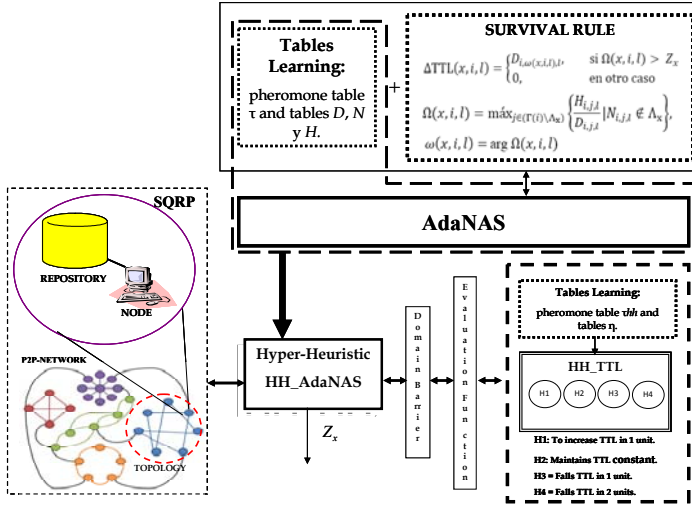 Tables
Learning:
pheromone table
τ and tables D, N
y H.
+
SURVIVAL RULE
ΔTTL(x, i, l) = {D_{i,ω(x,i,l),l}, si Ω(x, i, l) > Z_x
0, en otro caso
Ω(x, i, l) = máx_{j∈(Γ(i)\Λ_x)} {H_{i,j,l} / D_{i,j,l} | N_{i,j,l} ∉ Λ_x},
ω(x, i, l) = arg Ω(x, i, l)
AdaNAS
SQRP
REPOSITORY
NODE
P2P-NETWORK
TOPOLOGY
Hyper-Heuristic
HH_AdaNAS
Z_x
Domain Barrier
Evaluation Fun ction
Tables Learning:
pheromone table τhh and
tables η.
HH_TTL
H1 H2 H3 H4
H1: To increase TTL in 1 unit.
H2: Maintains TTL constant.
H3 = Falls TTL in 1 unit.
H4 = Falls TTL in 2 units.